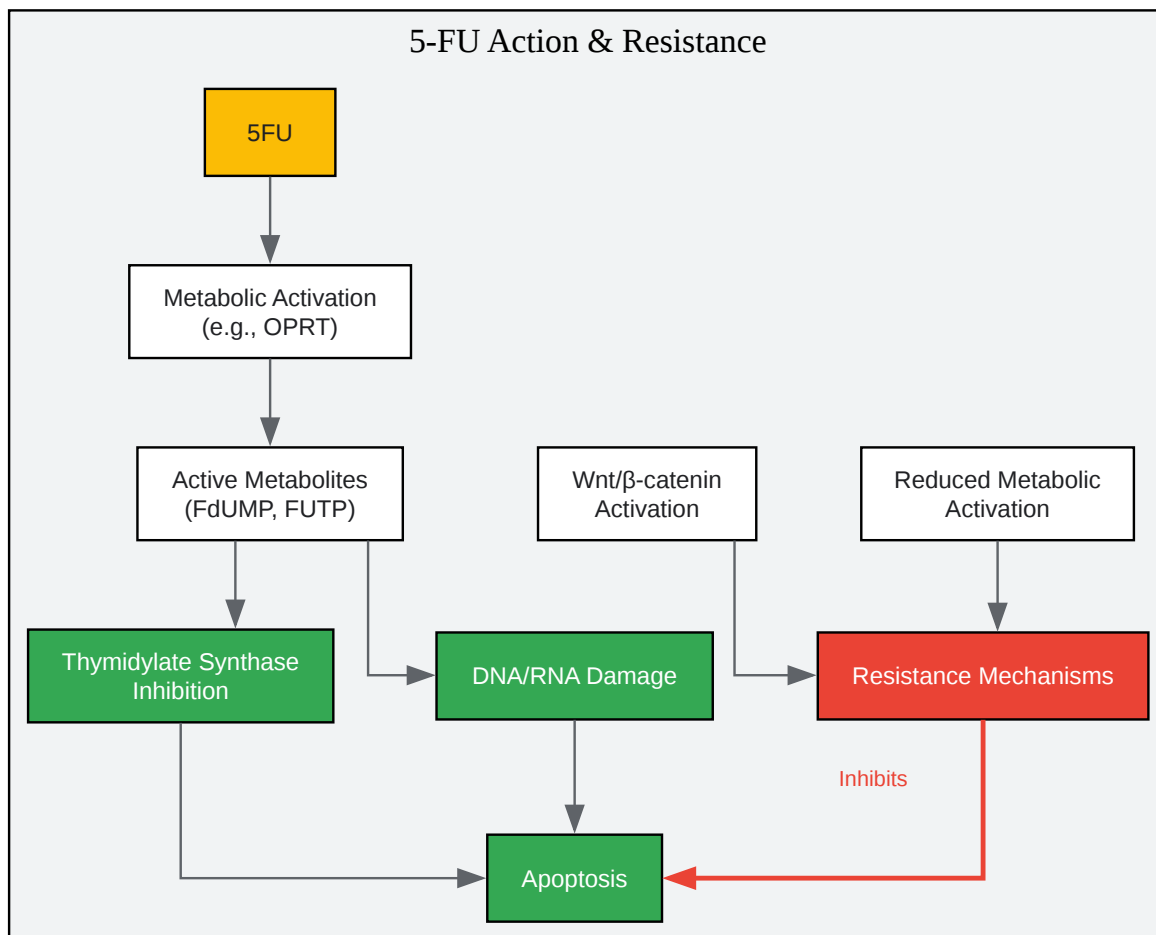 5-FU Action & Resistance
5FU
Metabolic Activation
(e.g., OPRT)
Active Metabolites
(FdUMP, FUTP)
Wnt/β-catenin
Activation
Reduced Metabolic
Activation
Thymidylate Synthase
Inhibition
DNA/RNA Damage
Resistance Mechanisms
Inhibits
Apoptosis